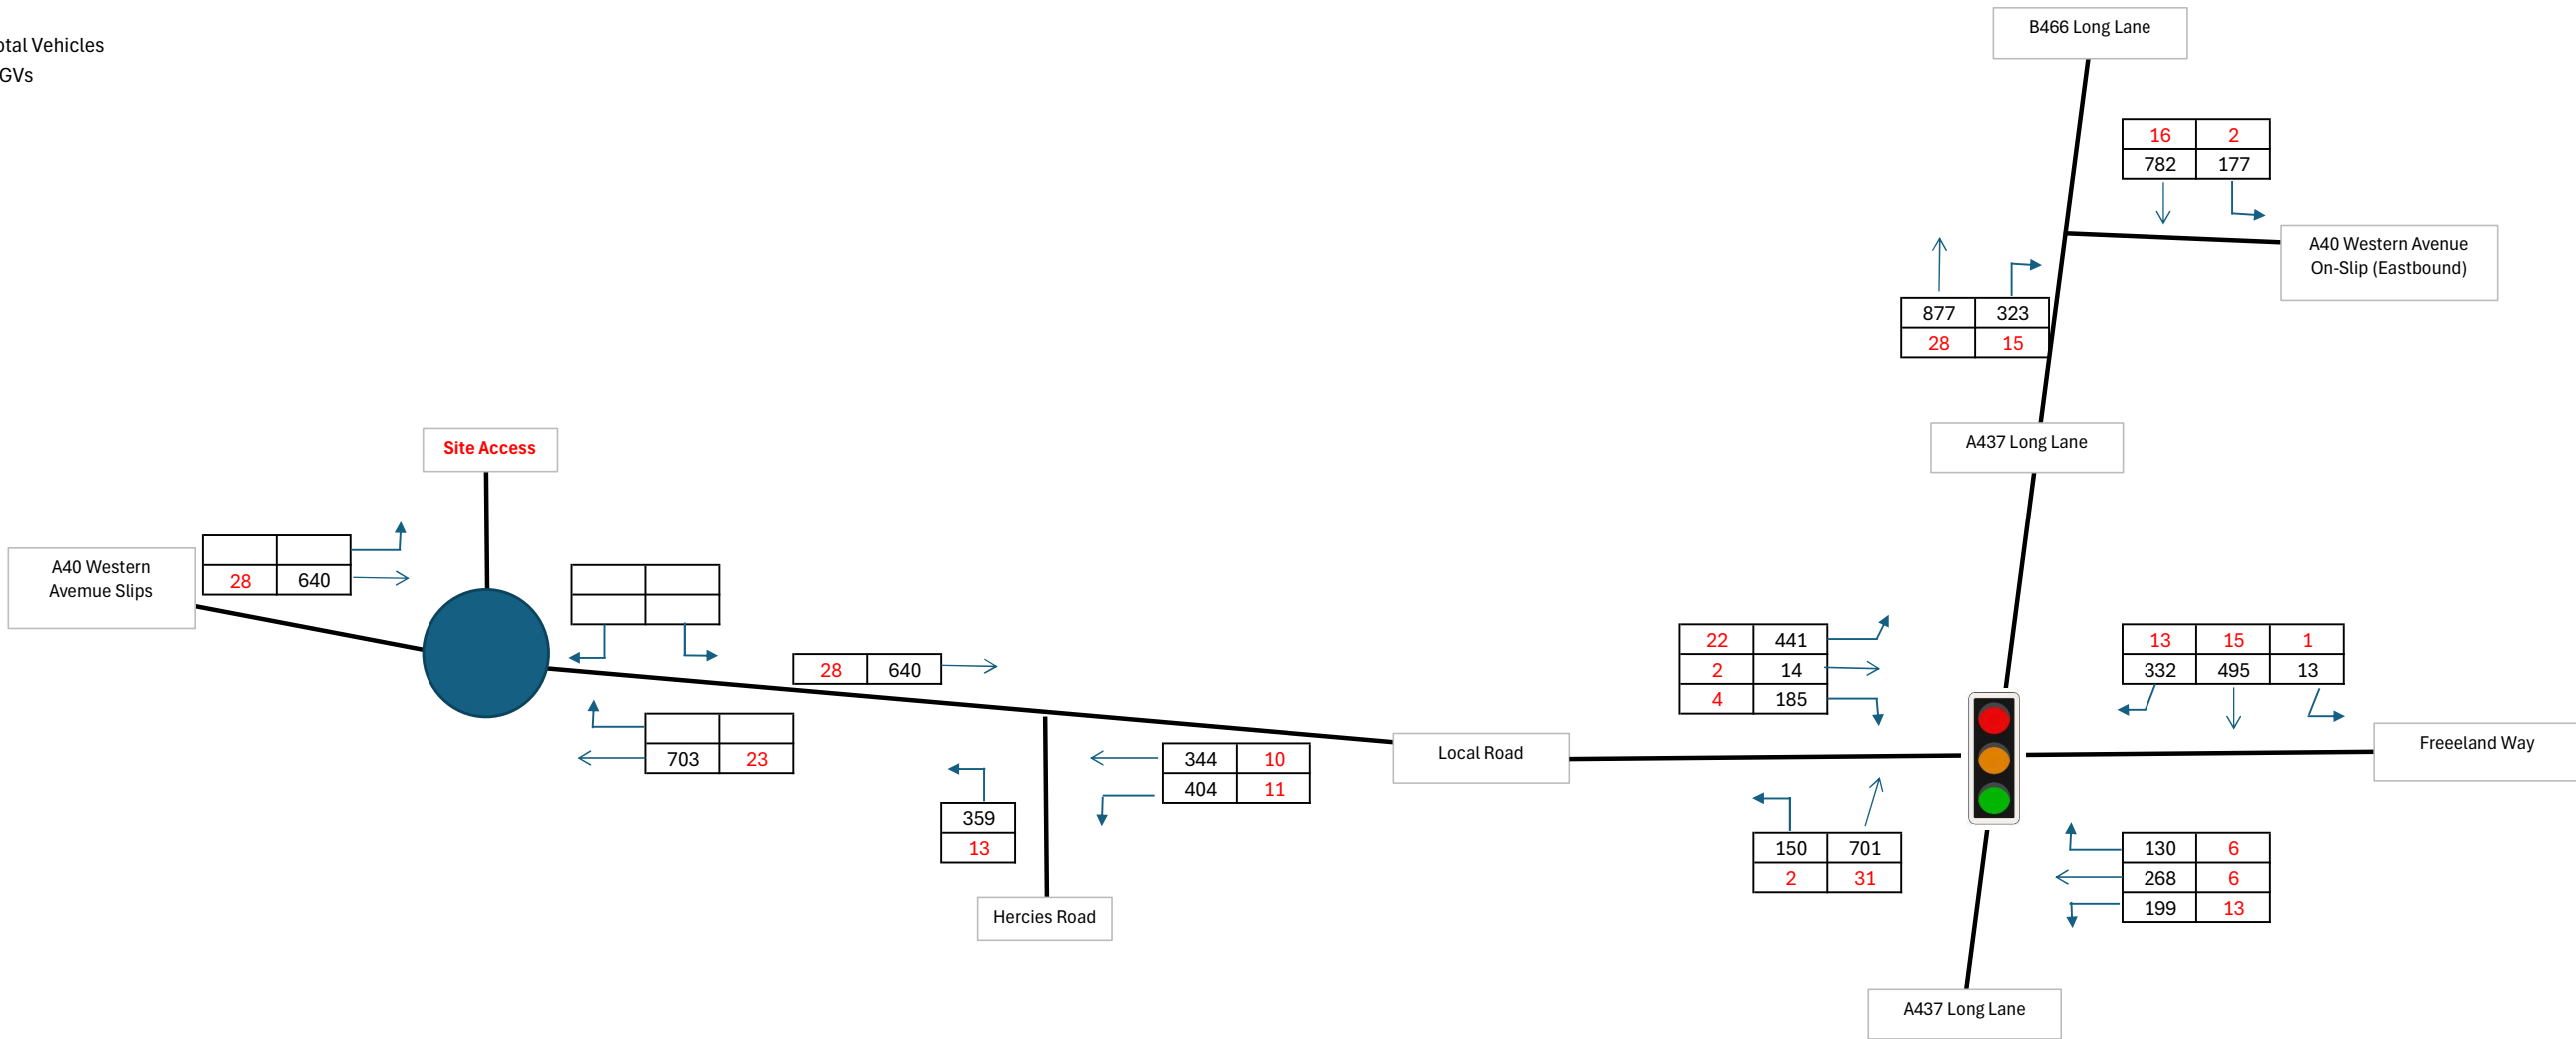 B466 Long Lane
otal Vehicles
GVs
16 2
782 177
A40 Western Avenue
On-Slip (Eastbound)
877 323
28 15
A437 Long Lane
Site Access
A40 Western
Avemue Slips
28 640
28 640
22 441
2 14
4 185
13 15 1
332 495 13
703 23
344 10
404 11
Local Road
Freeeland Way
359
13
150 701
2 31
130 6
268 6
199 13
Hercies Road
A437 Long Lane